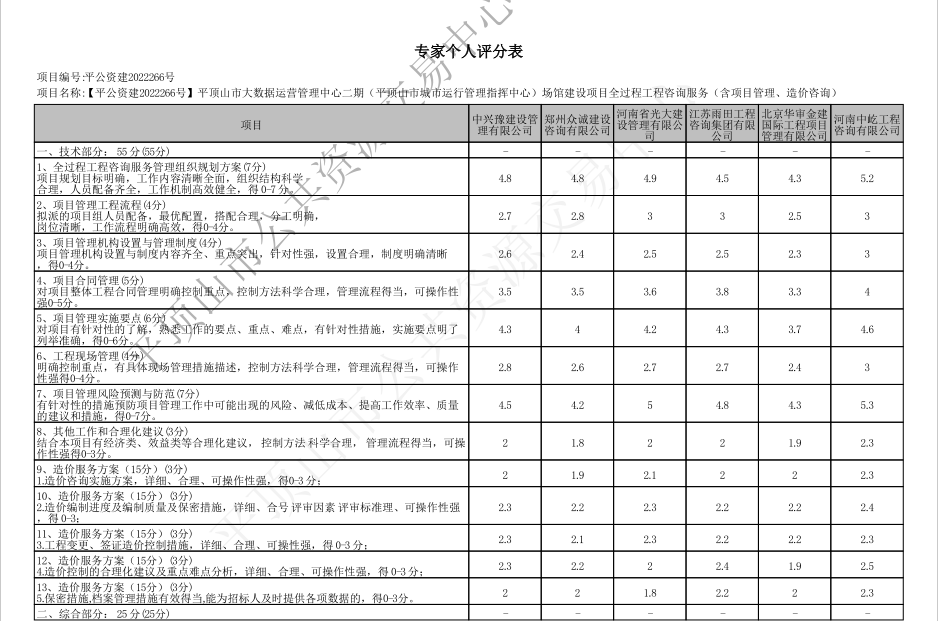 专家个人评分表
项目编号:平公资建2022266号
项目名称:【平公资建2022266号】平顶山市大数据运营管理中心二期（平顶山市城市运行管理指挥中心）场馆建设项目全过程工程咨询服务（含项目管理、造价咨询）
项目 中兴豫建设管理有限公司 郑州众诚建设咨询有限公司 河南省光大建设管理有限公司 江苏雨田工程咨询集团有限公司 北京华审金建国际工程项目管理有限公司 河南中屹工程咨询有限公司
一、技术部分： 55 分(55分) — — — — — —
1、全过程工程咨询服务管理组织规划方案(7分)
项目规划目标明确，工作内容清晰全面，组织结构科学
合理，人员配备齐全，工作机制高效健全，得 0-7 分。 4.8 4.8 4.9 4.5 4.3 5.2
2、项目管理工程流程(4分)
拟派的项目组人员配备，最优配置，搭配合理，分工明确，
岗位清晰，工作流程明确高效，得0-4分。 2.7 2.8 3 3 2.5 3
3、项目管理机构设置与管理制度(4分)
项目管理机构设置与制度内容齐全、重点突出，针对性强，设置合理，制度明确清晰
，得0-4分。 2.6 2.4 2.5 2.5 2.3 3
4、项目合同管理(5分)
对项目整体工程合同管理明确控制重点，控制方法科学合理，管理流程得当，可操作性
强0-5分。 3.5 3.5 3.6 3.8 3.3 4
5、项目管理实施要点(6分)
对项目有针对性的了解，熟悉工作的要点、重点、难点，有针对性措施，实施要点明了
列举准确，得0-6分。 4.3 4 4.2 4.3 3.7 4.6
6、工程现场管理(4分)
明确控制重点，有具体现场管理措施描述，控制方法科学合理，管理流程得当，可操作
性强得0-4分。 2.8 2.6 2.7 2.7 2.4 3
7、项目管理风险预测与防范(7分)
有针对性的措施预防项目管理工作中可能出现的风险、减低成本、提高工作效率、质量
的建议和措施，得0-7分。 4.5 4.2 5 4.8 4.3 5.3
8、其他工作和合理化建议(3分)
结合本项目有经济类、效益类等合理化建议， 控制方法 科学合理， 管理流程得当，可操
作性强得0-3分。 2 1.8 2 2 1.9 2.3
9、造价服务方案（15分）(3分)
1.造价咨询实施方案，详细、合理、可操作性强，得0-3 分； 2 1.9 2.1 2 2 2.3
10、造价服务方案（15分）(3分)
2.造价编制进度及编制质量及保密措施，详细、合号 评审因素 评审标准理、可操作性强
，得 0-3； 2.3 2.2 2.3 2.2 2.2 2.4
11、造价服务方案（15分）(3分)
3.工程变更、签证造价控制措施，详细、合理、可操性强，得 0-3 分； 2.3 2.1 2.3 2.2 2.2 2.3
12、造价服务方案（15分）(3分)
4.造价控制的合理化建议及重点难点分析，详细、合理、可操作性强，得 0-3 分； 2.3 2.2 2 2.4 1.9 2.5
13、造价服务方案（15分）(3分)
5.保密措施,档案管理措施有效得当,能为招标人及时提供各项数据的，得0-3分。 2 2 1.8 2.2 2 2.3
二、综合部分： 25 分(25分) — — — — — —
平顶山市公共资源交易中心
平顶山市公共资源交易中心